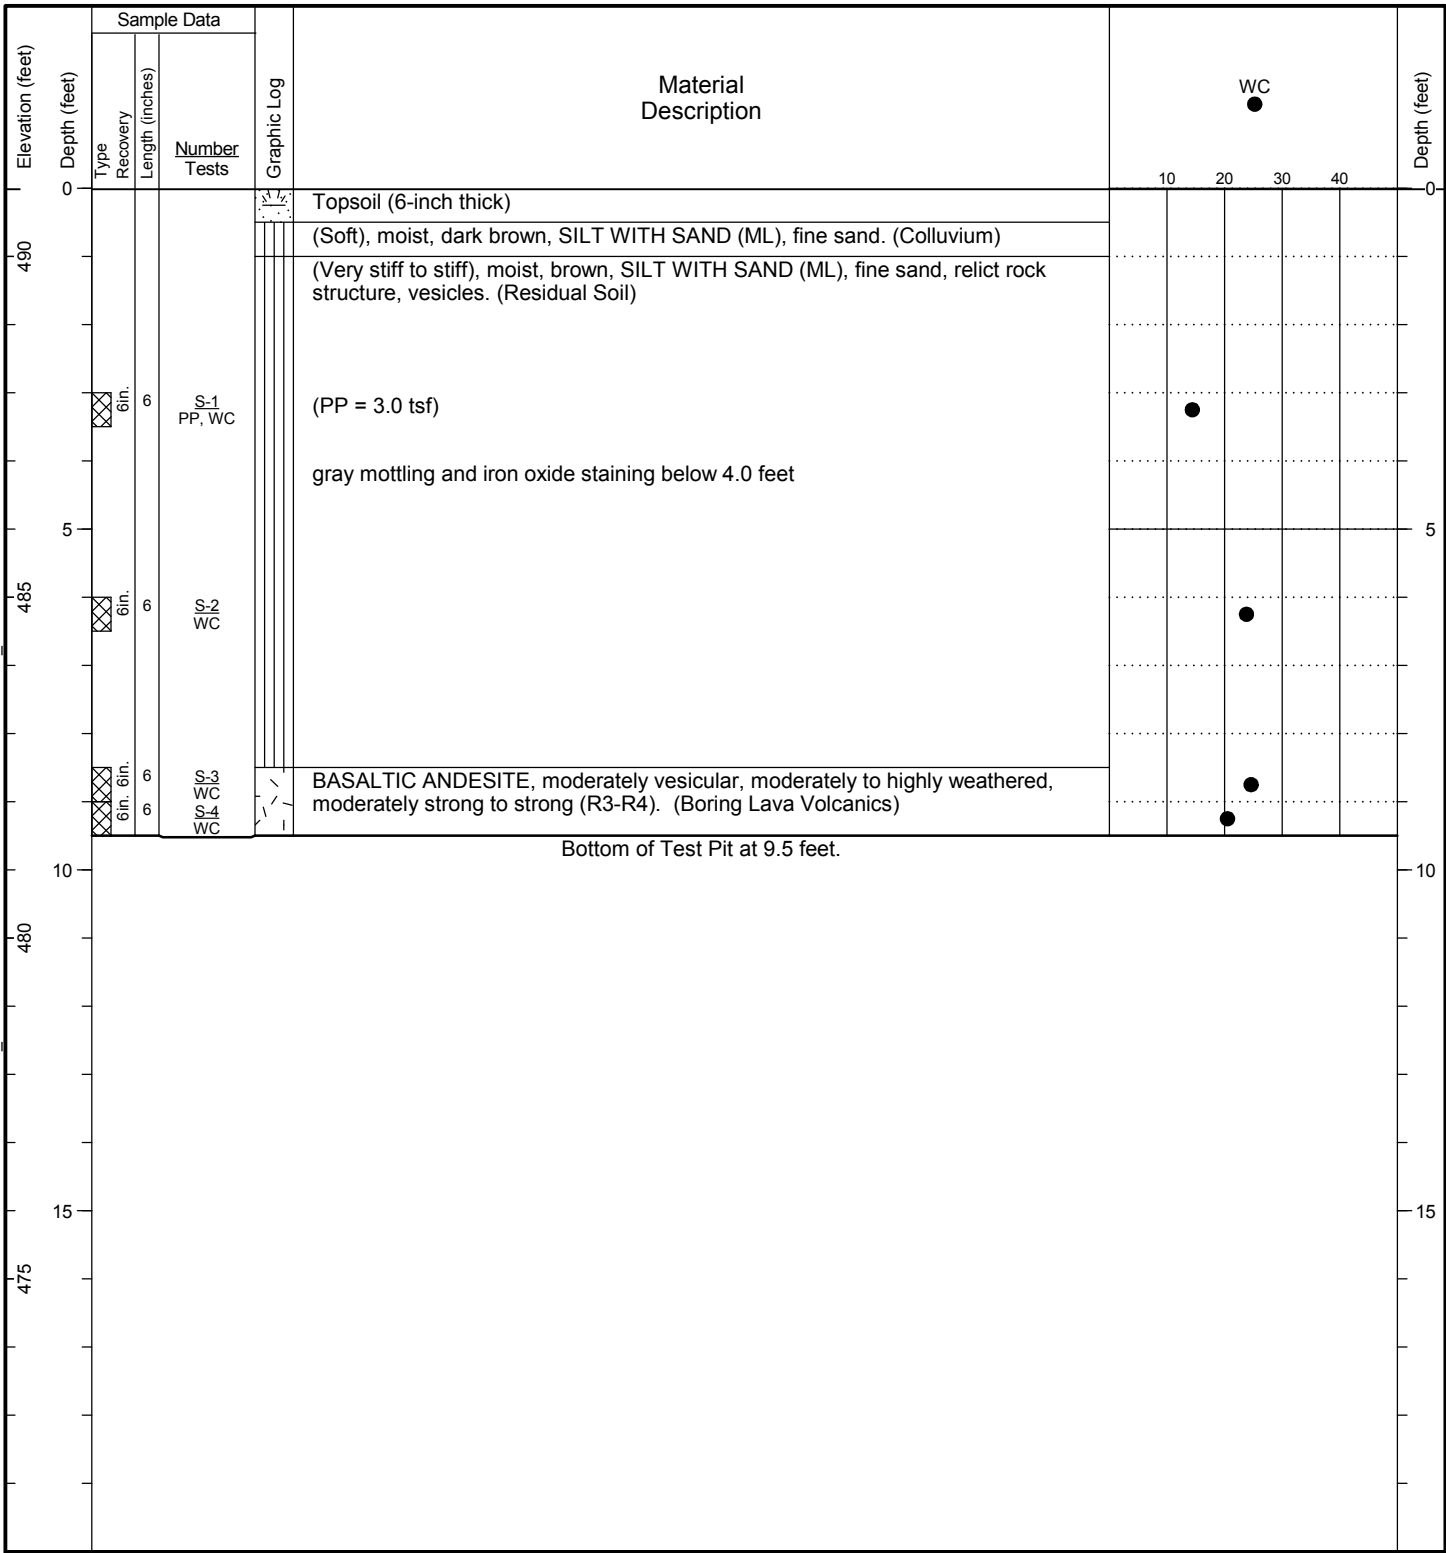 Sample Data
Elevation (feet)
Depth (feet)
Type
Recovery
Length (inches)
Number
Tests
Graphic Log
Material
Description
WC
Depth (feet)
10 20 30 40
0
0
Topsoil (6-inch thick)
(Soft), moist, dark brown, SILT WITH SAND (ML), fine sand. (Colluvium)
490
(Very stiff to stiff), moist, brown, SILT WITH SAND (ML), fine sand, relict rock
structure, vesicles. (Residual Soil)
6in. 6 S-1
PP, WC
(PP = 3.0 tsf)
gray mottling and iron oxide staining below 4.0 feet
5
5
485
6in. 6 S-2
WC
6in. 6 S-3
WC
BASALTIC ANDESITE, moderately vesicular, moderately to highly weathered,
moderately strong to strong (R3-R4). (Boring Lava Volcanics)
6in. 6 S-4
WC
Bottom of Test Pit at 9.5 feet.
10
10
480
15
15
475